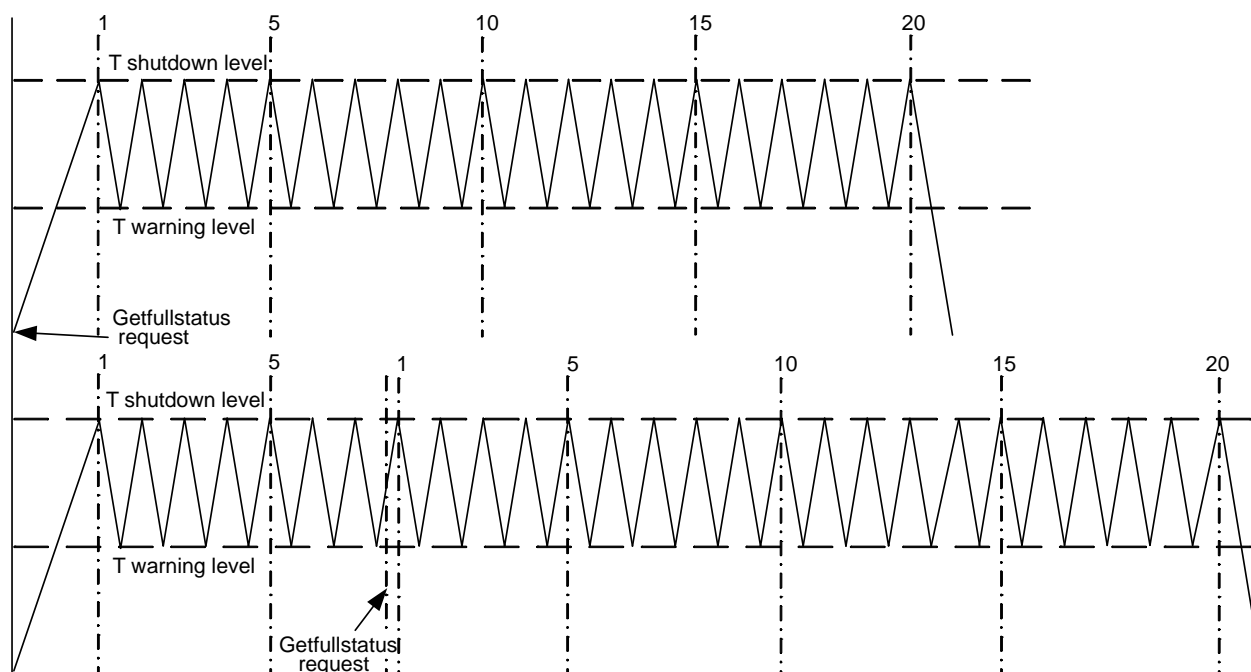 1 5 10 15 20
T shutdown level
T warning level
Getfullstatus
request
1 5 1 5 10 15 20
T shutdown level
T warning level
Getfullstatus
request